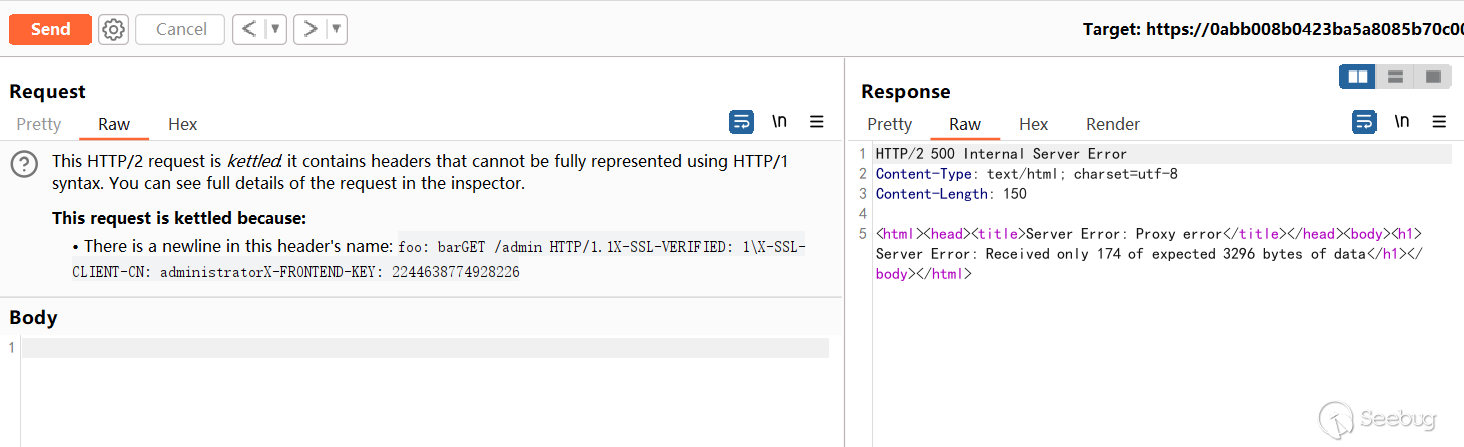 Send
Cancel
<
>
Target: https://0abb008b0423ba5a8085b70c00
Request
Pretty Raw Hex
\n
This HTTP/2 request is kettled: it contains headers that cannot be fully represented using HTTP/1
syntax. You can see full details of the request in the inspector.
This request is kettled because:
• There is a newline in this header's name: foo: barGET /admin HTTP/1.1X-SSL-VERIFIED: 1\X-SSL-
CLIENT-CN: administratorX-FRONTEND-KEY: 2244638774928226
Body
1
Response
Pretty Raw Hex Render
\n
1 HTTP/2 500 Internal Server Error
2 Content-Type: text/html; charset=utf-8
3 Content-Length: 150
4
5 <html><head><title>Server Error: Proxy error</title></head><body><h1>
Server Error: Received only 174 of expected 3296 bytes of data</h1></
body></html>
Seebug